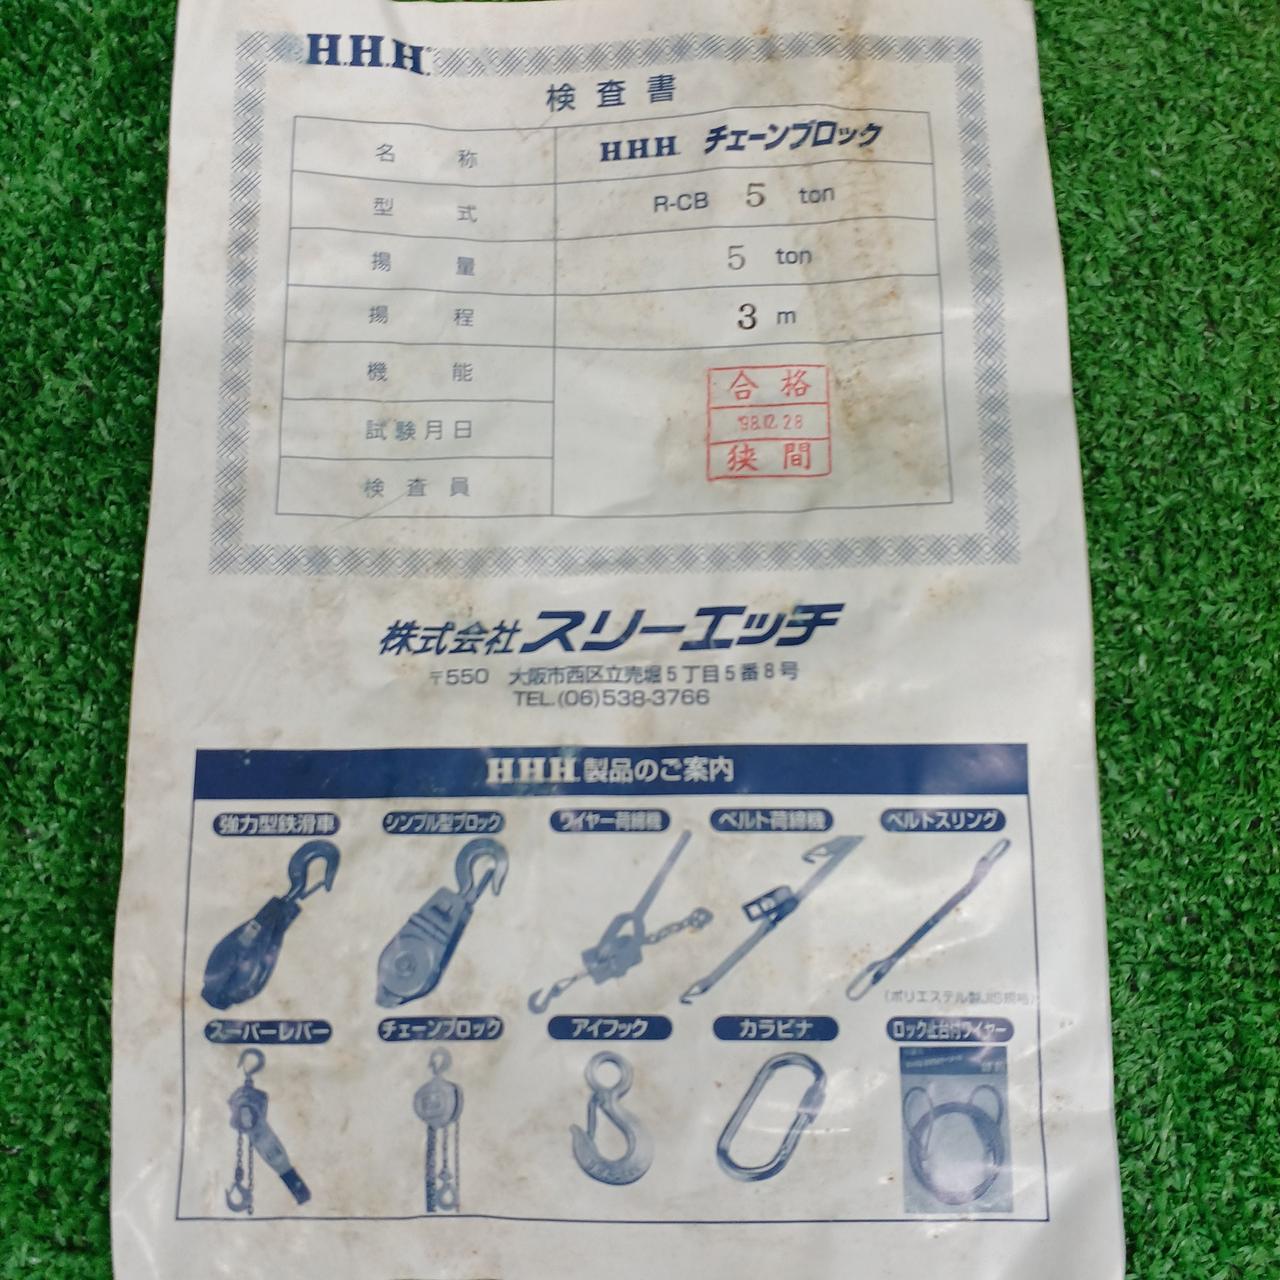 H.H.H.
検査書
名称 HHH. チェーンブロック
型式 R-CB 5 ton
揚量 5 ton
揚程 3 m
機能
試験月日
検査員
合格
'98.12.28
狭間
株式会社スリーエッチ
〒550 大阪市西区立売堀5丁目5番8号
TEL.(06)538-3766
H.H.H.製品のご案内
強力型鉄滑車 シンプル型ブロック ワイヤー荷締機 ベルト荷締機 ベルトスリング
(ポリエステル製JIS規格)
スーパーレバー チェーンブロック アイフック カラビナ ロック止台付ワイヤー